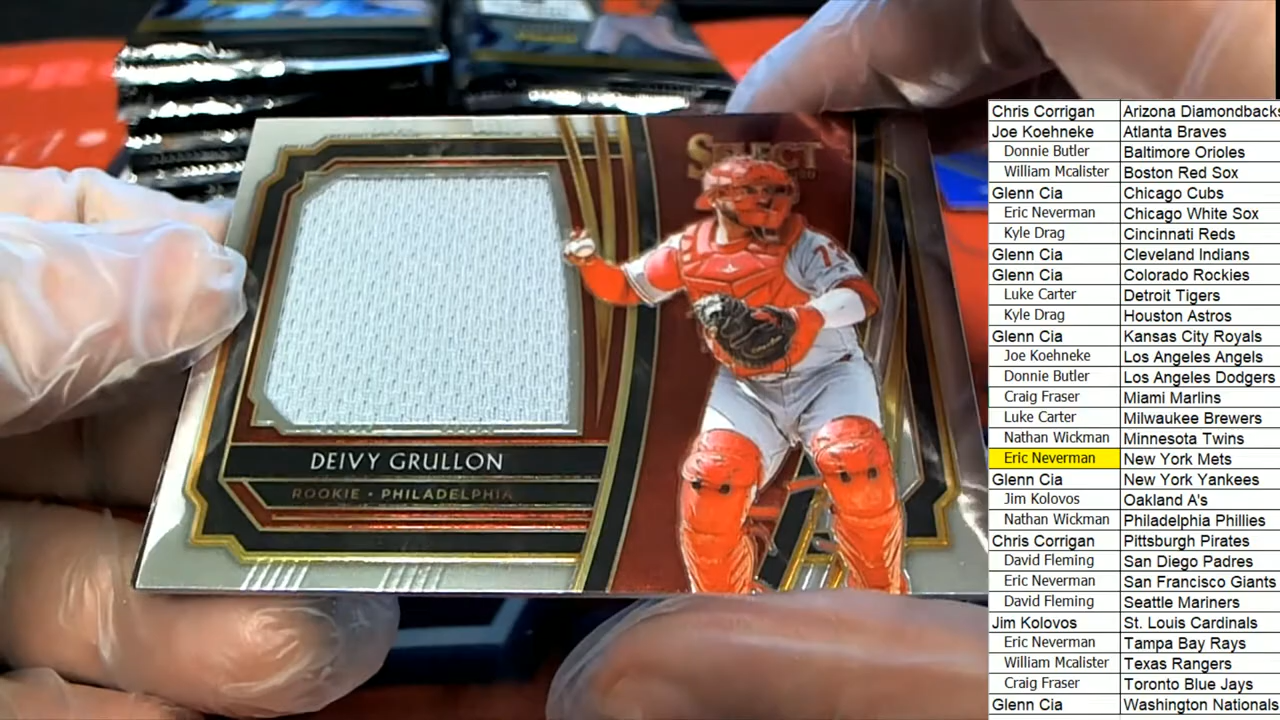 SELECT
DEIVY GRULLON
ROOKIE • PHILADELPHIA
Chris Corrigan Arizona Diamondbacks
Joe Koehneke Atlanta Braves
Donnie Butler Baltimore Orioles
William Mcalister Boston Red Sox
Glenn Cia Chicago Cubs
Eric Neverman Chicago White Sox
Kyle Drag Cincinnati Reds
Glenn Cia Cleveland Indians
Glenn Cia Colorado Rockies
Luke Carter Detroit Tigers
Kyle Drag Houston Astros
Glenn Cia Kansas City Royals
Joe Koehneke Los Angeles Angels
Donnie Butler Los Angeles Dodgers
Craig Fraser Miami Marlins
Luke Carter Milwaukee Brewers
Nathan Wickman Minnesota Twins
Eric Neverman New York Mets
Glenn Cia New York Yankees
Jim Kolovos Oakland A's
Nathan Wickman Philadelphia Phillies
Chris Corrigan Pittsburgh Pirates
David Fleming San Diego Padres
Eric Neverman San Francisco Giants
David Fleming Seattle Mariners
Jim Kolovos St. Louis Cardinals
Eric Neverman Tampa Bay Rays
William Mcalister Texas Rangers
Craig Fraser Toronto Blue Jays
Glenn Cia Washington Nationals